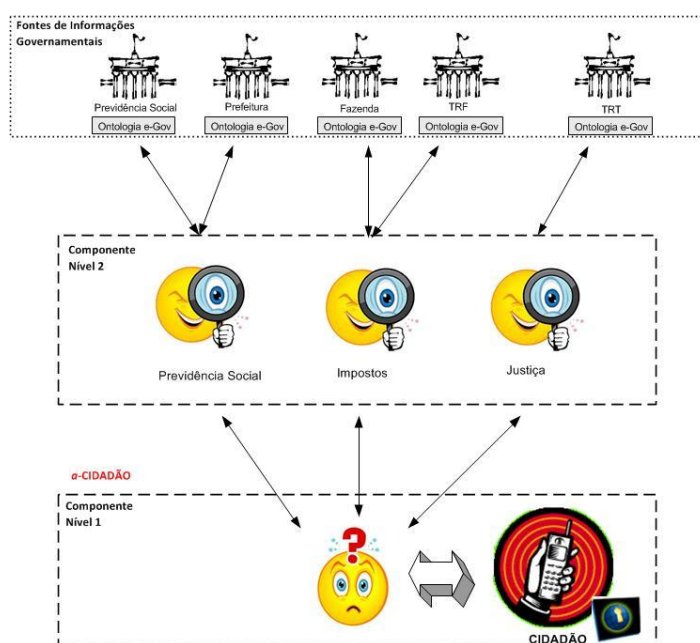 Fontes de Informações
Governamentais
Previdência Social
Prefeitura
Fazenda
TRF
TRT
Ontologia e-Gov
Ontologia e-Gov
Ontologia e-Gov
Ontologia e-Gov
Ontologia e-Gov
Componente
Nível 2
Previdência Social
Impostos
Justiça
a-CIDADÃO
Componente
Nível 1
?
CIDADÃO